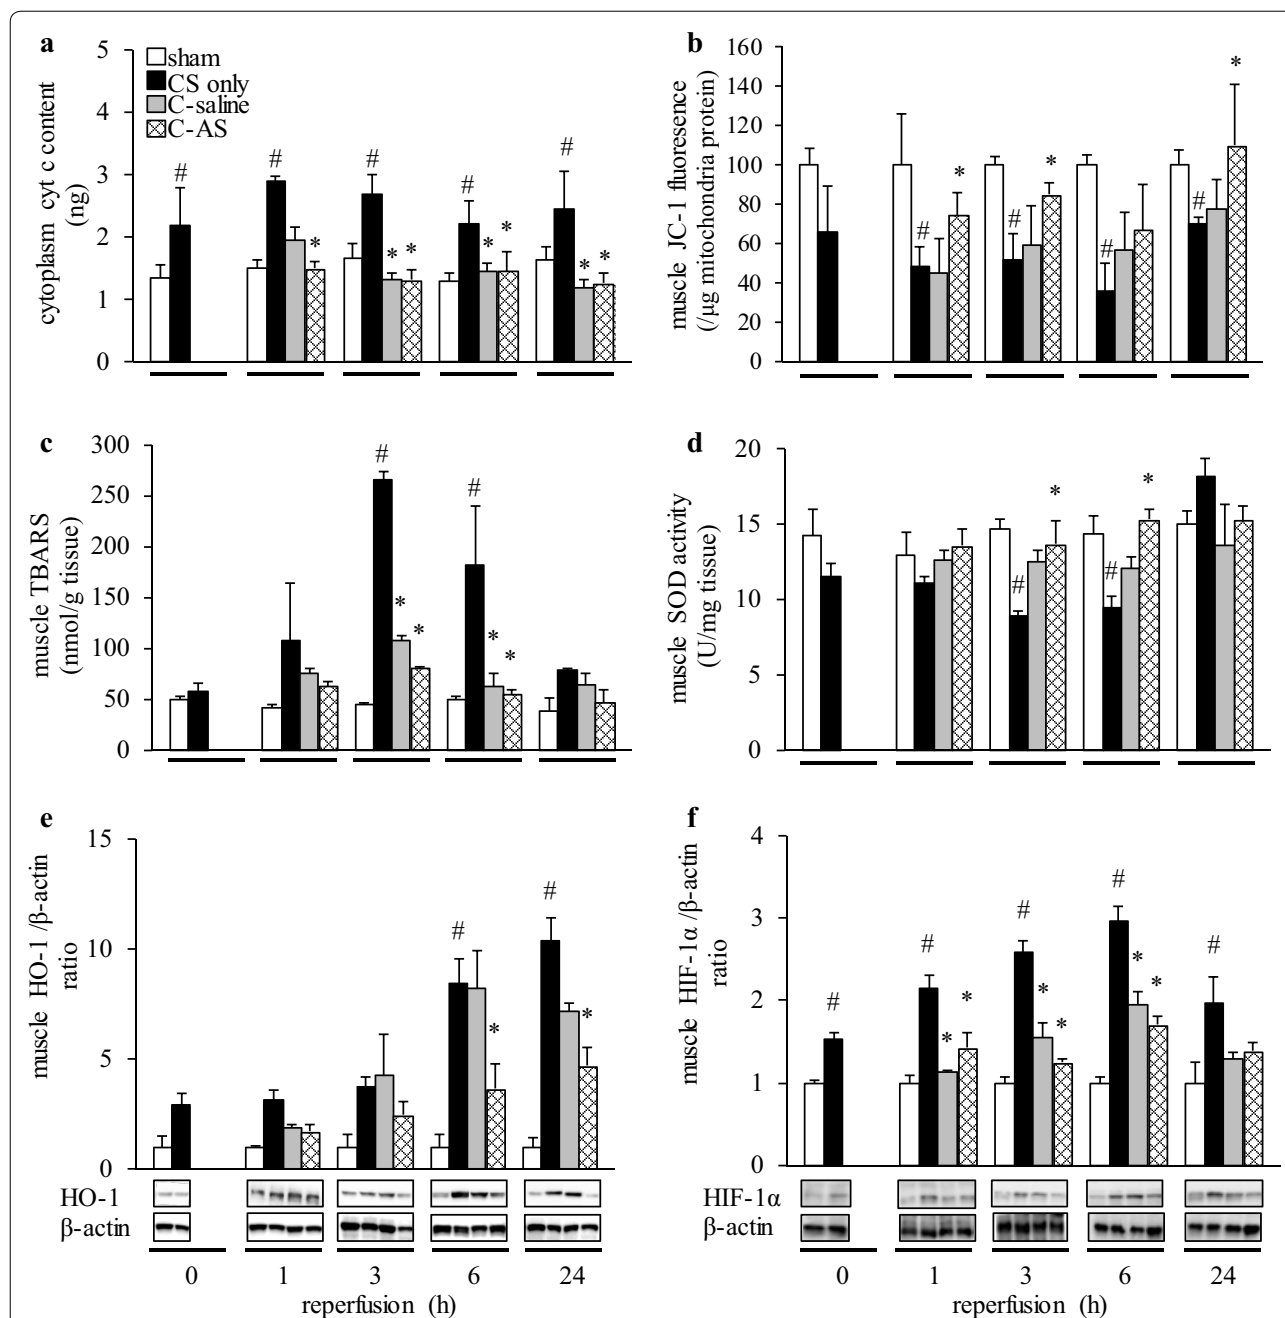 a
cytoplasm cyt c content
(ng)
5
4
3
2
1
0
sham
CS only
C-saline
C-AS
# # # # #
* * * * * * *
b
muscle JC-1 fluoresence
(/μg mitochondria protein)
160
140
120
100
80
60
40
20
0
# # # #
* * *
c
muscle TBARS
(nmol/g tissue)
300
250
200
150
100
50
0
# #
* * * *
d
muscle SOD activity
(U/mg tissue)
20
15
10
5
0
# #
* *
e
muscle HO-1 /β-actin
ratio
15
10
5
0
# #
* *
HO-1
β-actin
0 1 3 6 24
reperfusion (h)
f
muscle HIF-1α /β-actin
ratio
4
3
2
1
0
# # # # #
* * * * * *
HIF-1α
β-actin
0 1 3 6 24
reperfusion (h)